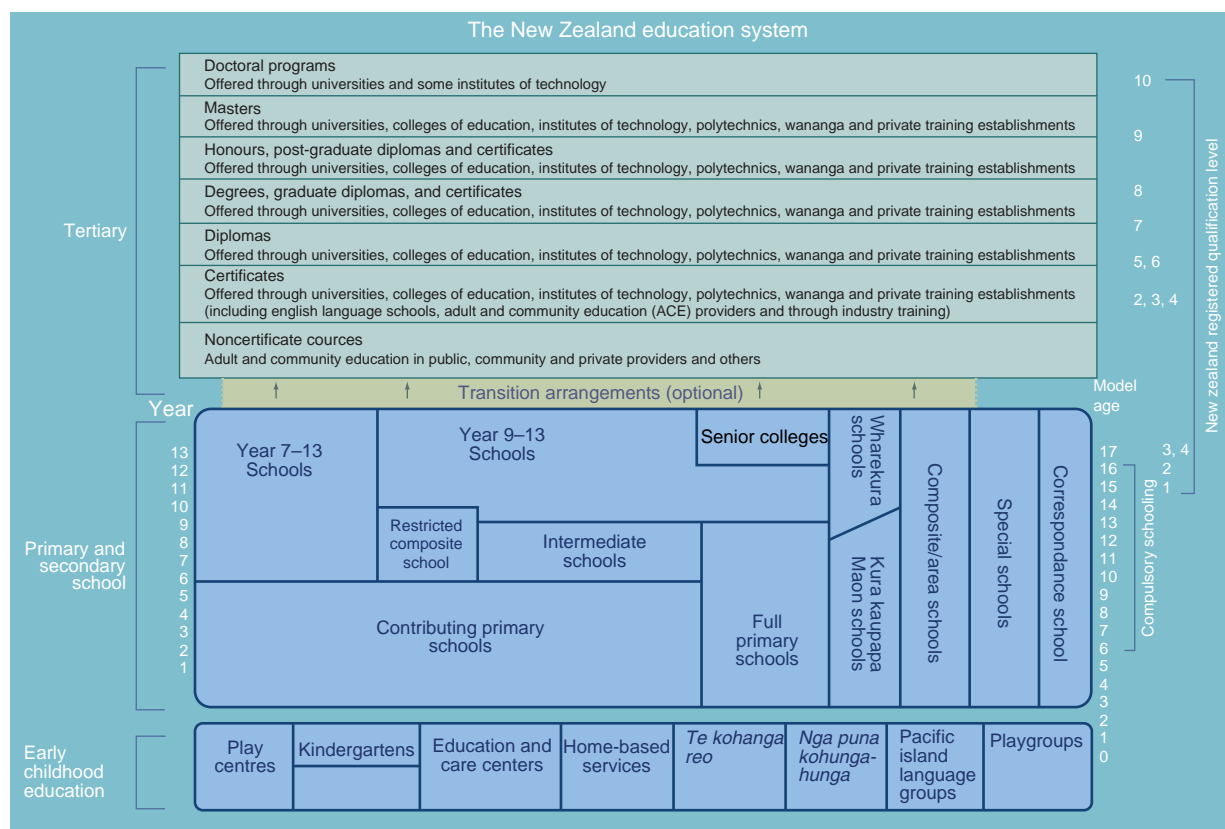 The New Zealand education system
Tertiary
Doctoral programs
Offered through universities and some institutes of technology
Masters
Offered through universities, colleges of education, institutes of technology, polytechnics, wananga and private training establishments
Honours, post-graduate diplomas and certificates
Offered through universities, colleges of education, institutes of technology, polytechnics, wananga and private training establishments
Degrees, graduate diplomas, and certificates
Offered through universities, colleges of education, institutes of technology, polytechnics, wananga and private training establishments
Diplomas
Offered through universities, colleges of education, institutes of technology, polytechnics, wananga and private training establishments
Certificates
Offered through universities, colleges of education, institutes of technology, polytechnics, wananga and private training establishments
(including english language schools, adult and community education (ACE) providers and through industry training)
Noncertificate cources
Adult and community education in public, community and private providers and others
10
9
8
7
5, 6
2, 3, 4
New zealand registered qualification level
Transition arrangements (optional)
Year
Model
age
Primary and
secondary
school
13
12
11
10
9
8
7
6
5
4
3
2
1
Year 7–13
Schools
Year 9–13
Schools
Senior colleges
Restricted
composite
school
Intermediate
schools
Contributing primary
schools
Full
primary
schools
Wharekura
schools
Kura kaupapa
Maon schools
Composite/area schools
Special schools
Correspondance school
17
16
15
14
13
12
11
10
9
8
7
6
5
4
3
2
1
0
3, 4
2
1
Compulsory schooling
Early
childhood
education
Play
centres
Kindergartens
Education and
care centers
Home-based
services
Te kohanga
reo
Nga puna
kohunga-
hunga
Pacific
island
language
groups
Playgroups